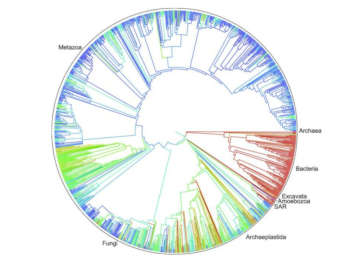 Metazoa
Archaea
Bacteria
Excavata
Amoebozoa
SAR
Archaeplastida
Fungi